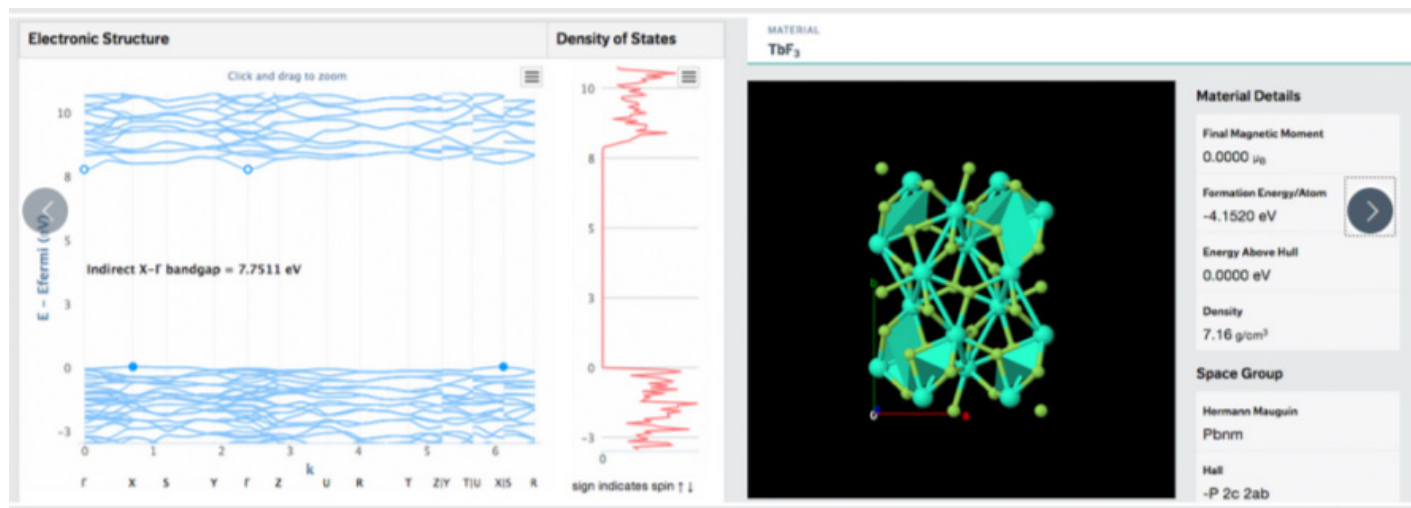 Electronic Structure
Density of States
Click and drag to zoom
10
8
5
3
0
-3
E - Efermi (eV)
Indirect X-Γ bandgap = 7.7511 eV
0 1 2 3 4 5 6
k
Γ X S Y Γ Z U R T Z|Y T|U X|S R
10
8
5
3
0
-3
0
sign indicates spin ↑ ↓
MATERIAL
TbF₃
b
0
a
Material Details
Final Magnetic Moment
0.0000 μB
Formation Energy/Atom
-4.1520 eV
Energy Above Hull
0.0000 eV
Density
7.16 g/cm³
Space Group
Hermann Mauguin
Pbnm
Hall
-P 2c 2ab